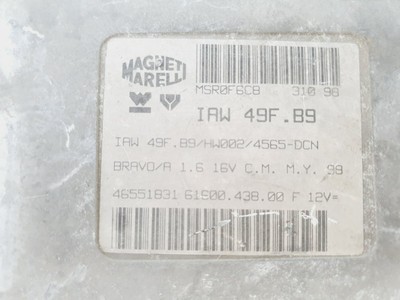 MAGNETI
MARELLI
MSR0F6CB 310 98
IAW 49F.B9
IAW 49F.B9/HW002/4565-DCN
BRAVO/A 1.6 16V C.M. M.Y. 98
46551831 61S00.438.00 F 12V=